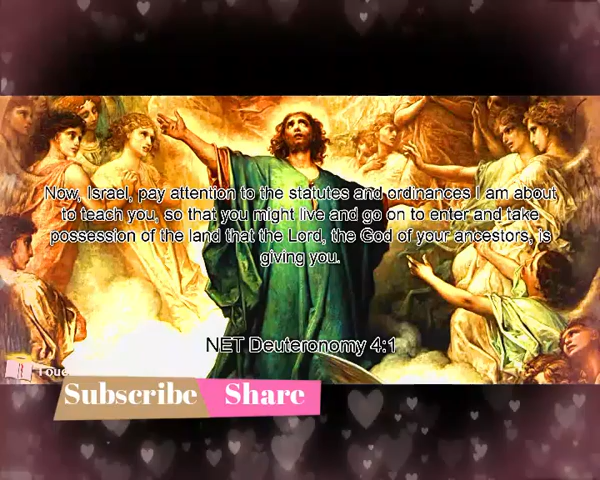 Now, Israel, pay attention to the statutes and ordinances I am about
to teach you, so that you might live and go on to enter and take
possession of the land that the Lord, the God of your ancestors, is
giving you.
NET Deuteronomy 4:1
Subscribe Share